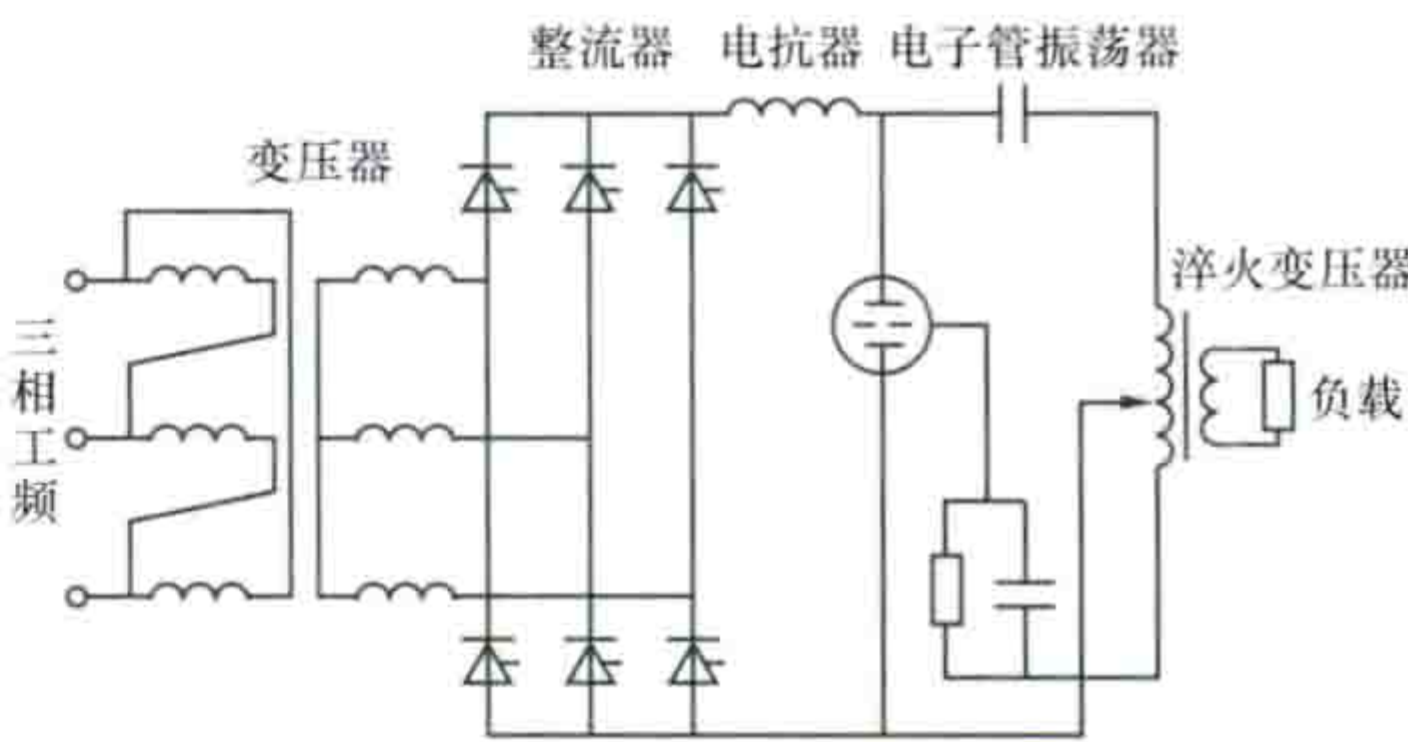 整流器 电抗器 电子管振荡器
变压器
淬火变压器
三相工频
负载